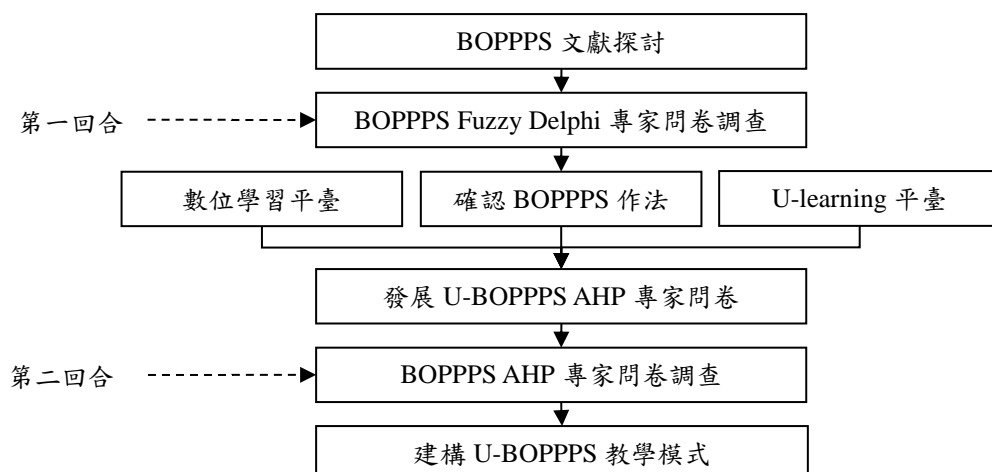 BOPPPS 文獻探討
第一回合
BOPPPS Fuzzy Delphi 專家問卷調查
數位學習平臺
確認 BOPPPS 作法
U-learning 平臺
發展 U-BOPPPS AHP 專家問卷
第二回合
BOPPPS AHP 專家問卷調查
建構 U-BOPPPS 教學模式